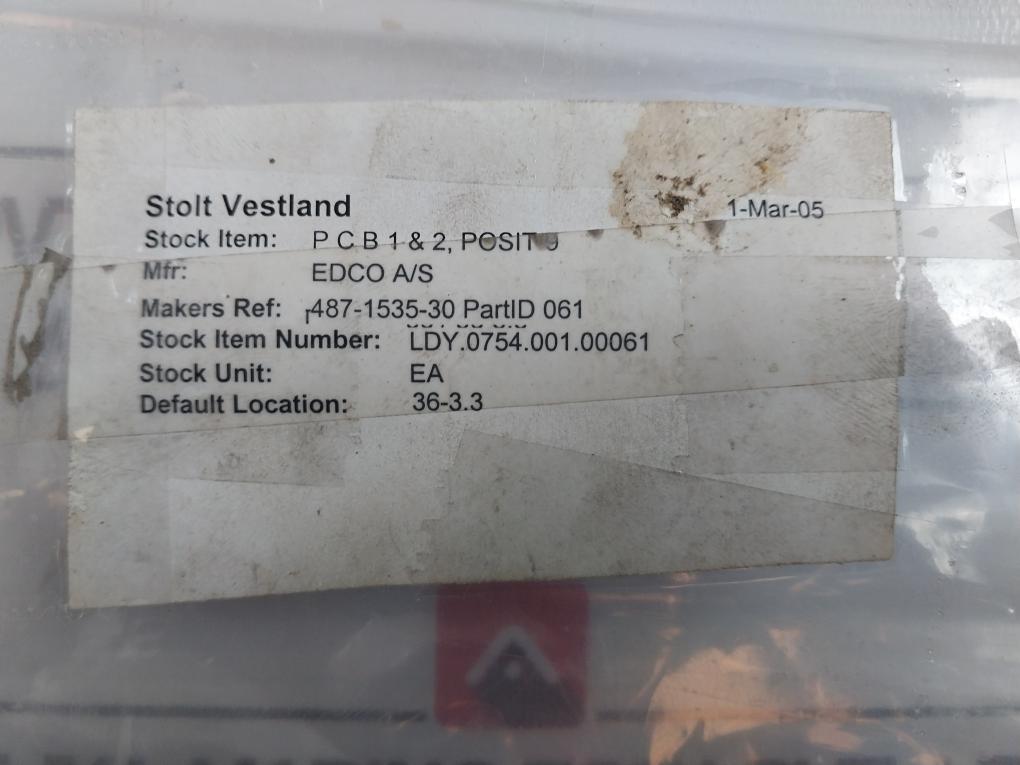 Stolt Vestland 1-Mar-05
Stock Item: P C B 1 & 2, POSIT 9
Mfr: EDCO A/S
Makers Ref: 487-1535-30 PartID 061
Stock Item Number: LDY.0754.001.00061
Stock Unit: EA
Default Location: 36-3.3